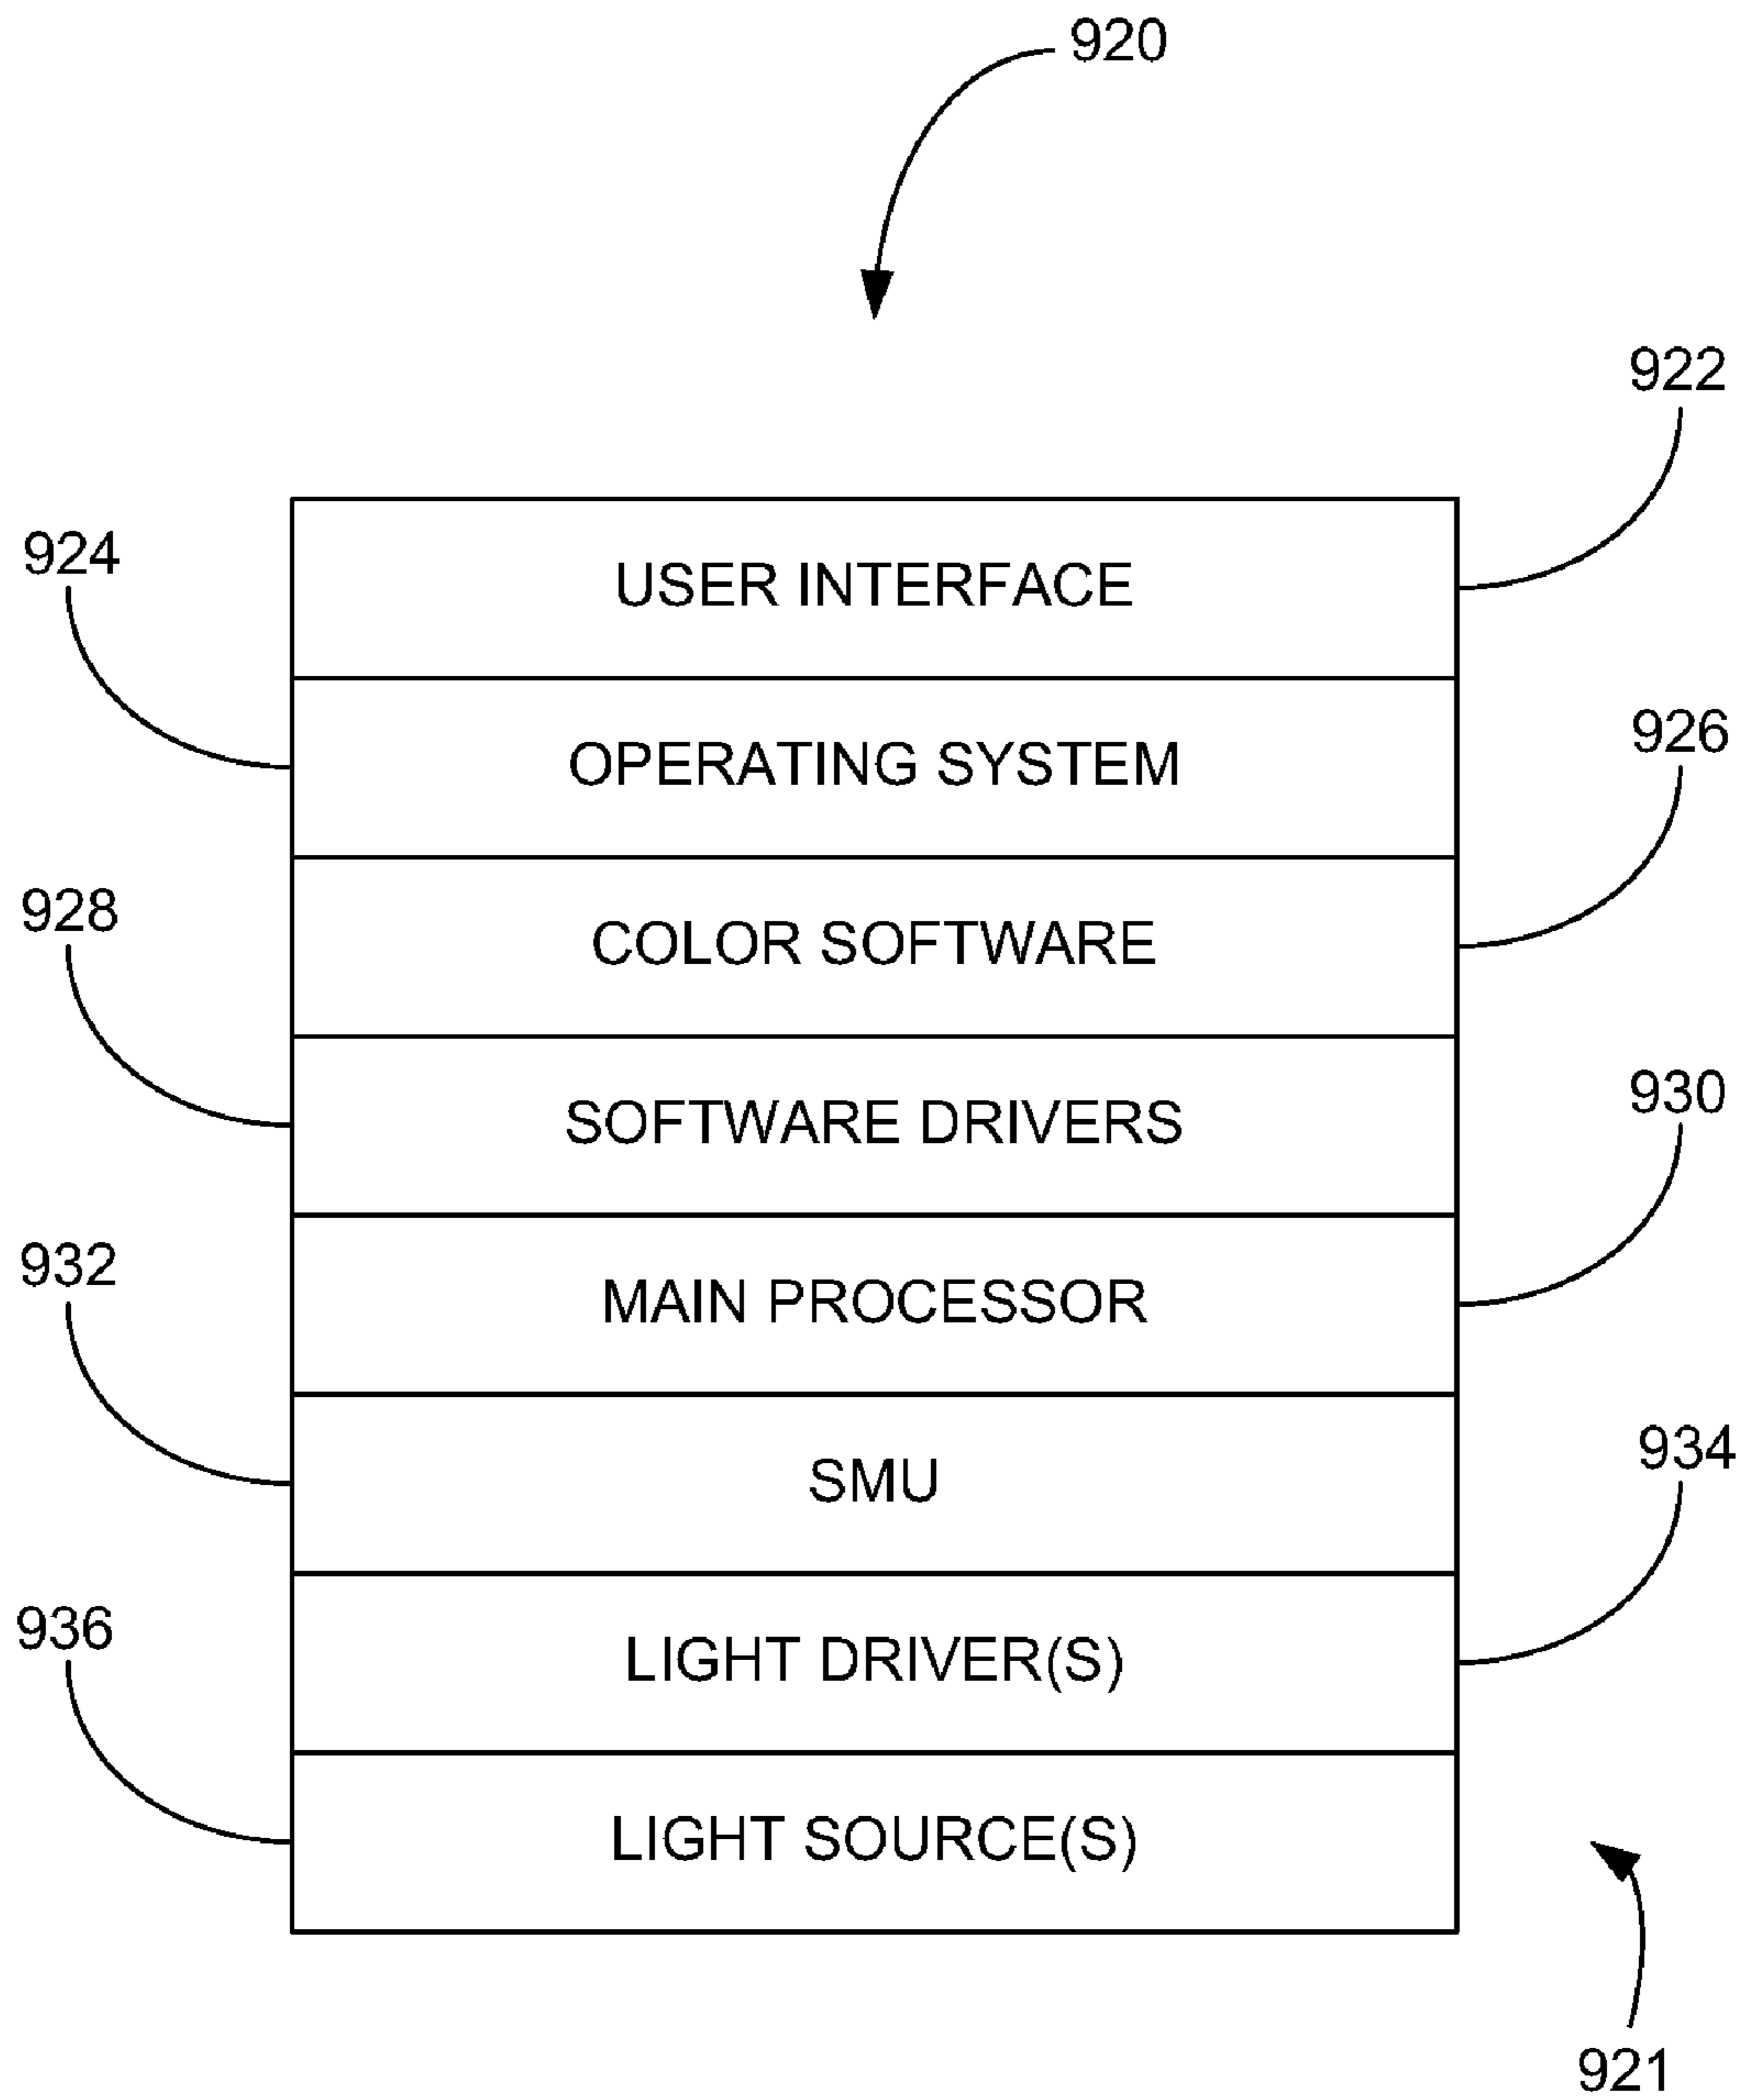 920
922
USER INTERFACE
924
OPERATING SYSTEM
926
COLOR SOFTWARE
928
SOFTWARE DRIVERS
930
MAIN PROCESSOR
932
SMU
934
LIGHT DRIVER(S)
936
LIGHT SOURCE(S)
921